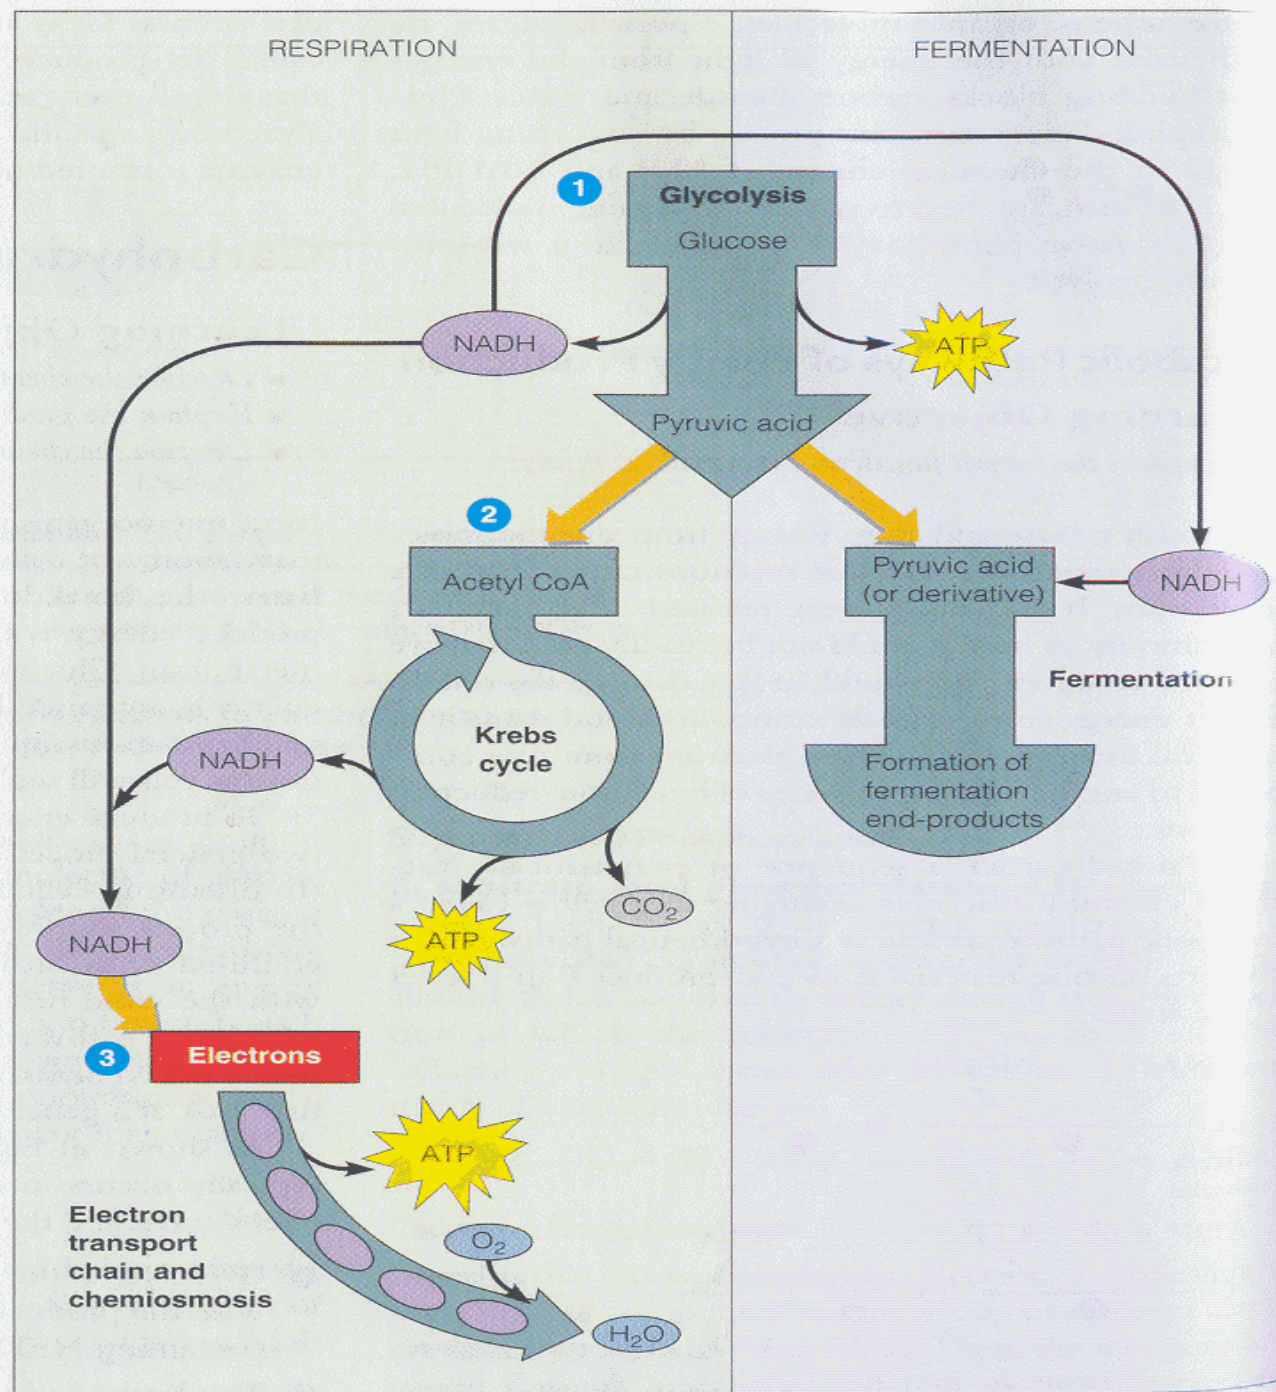 RESPIRATION
FERMENTATION
1
Glycolysis
Glucose
NADH
ATP
Pyruvic acid
2
Acetyl CoA
Pyruvic acid
(or derivative)
NADH
Fermentation
Krebs
cycle
NADH
Formation of
fermentation
end-products
CO₂
ATP
NADH
3
Electrons
ATP
Electron
transport
chain and
chemiosmosis
O₂
H₂O